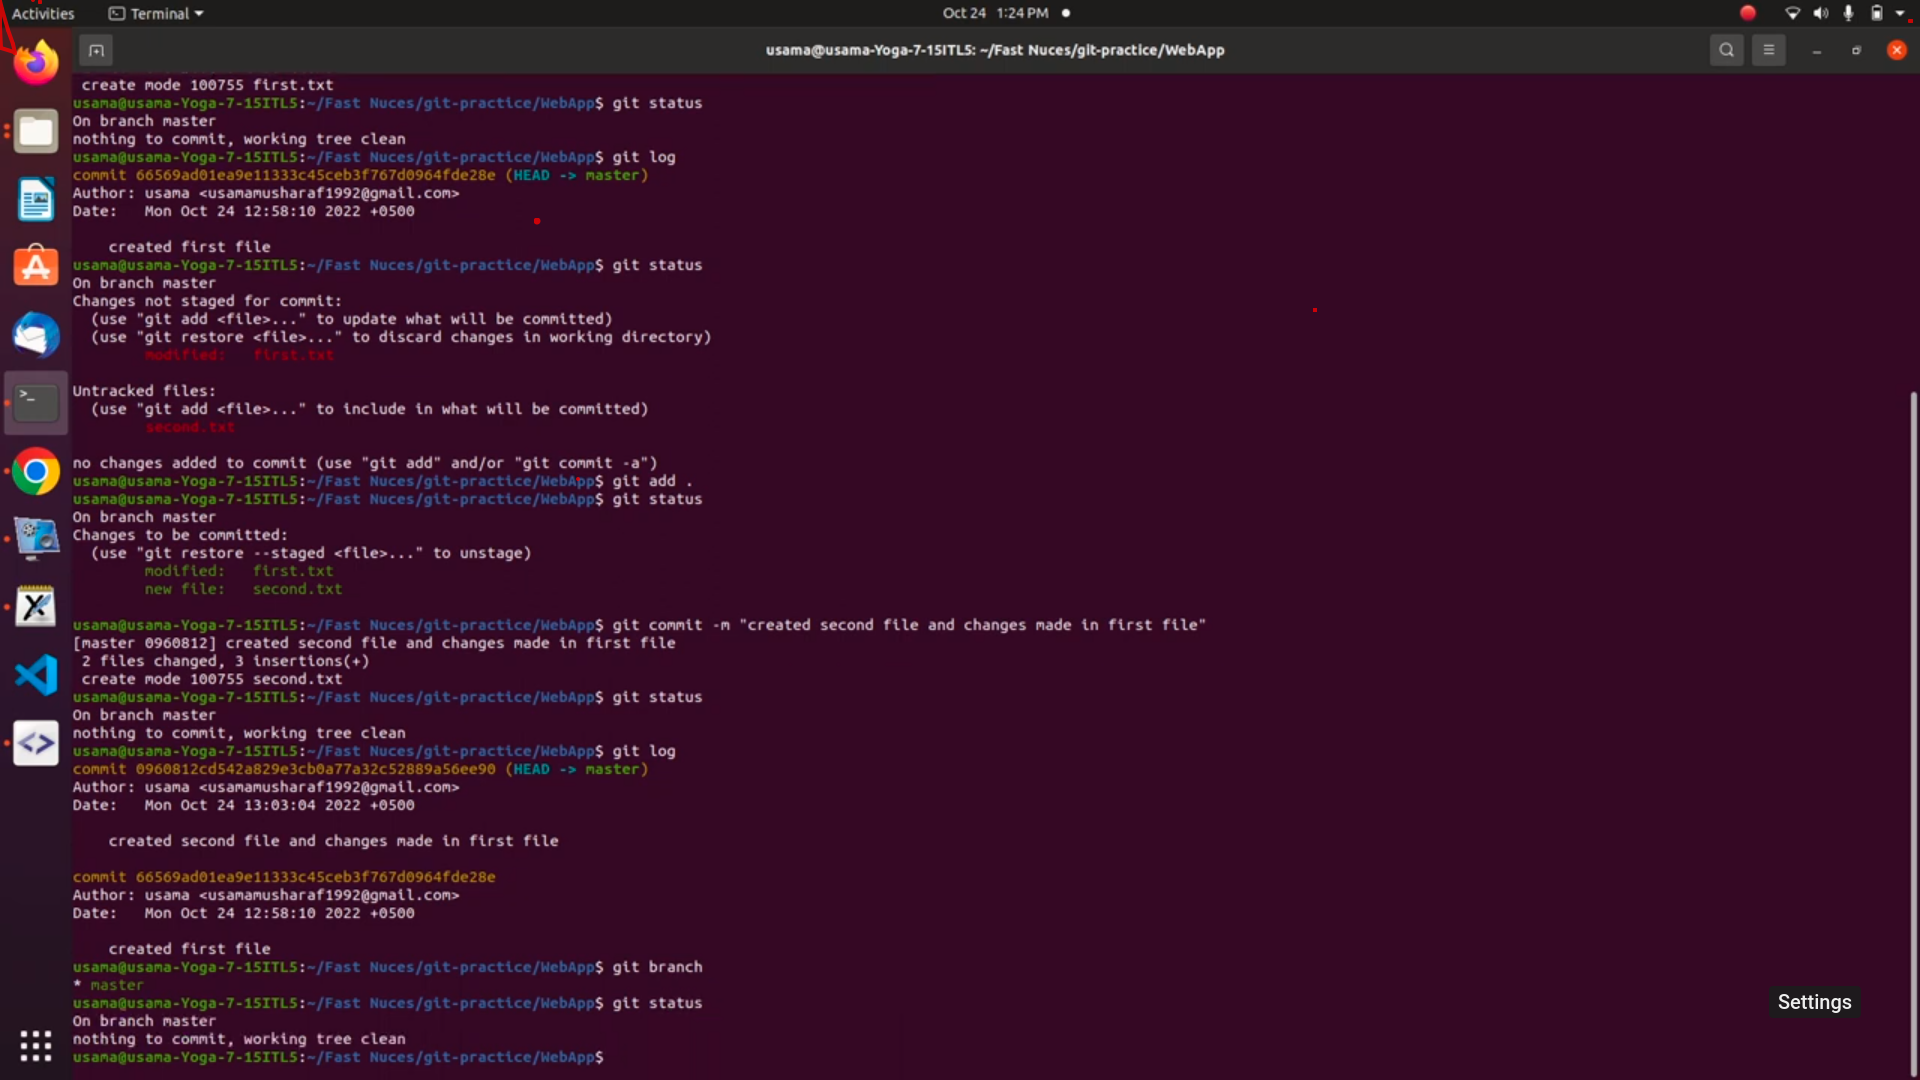 Activities
Terminal
Oct 24 1:24 PM
usama@usama-Yoga-7-15ITL5: ~/Fast Nuces/git-practice/WebApp
create mode 100755 first.txt
usama@usama-Yoga-7-15ITL5:~/Fast Nuces/git-practice/WebApp$ git status
On branch master
nothing to commit, working tree clean
usama@usama-Yoga-7-15ITL5:~/Fast Nuces/git-practice/WebApp$ git log
commit 66569ad01ea9e11333c45ceb3f767d0964fde28e (HEAD -> master)
Author: usama <usamamusharaf1992@gmail.com>
Date:   Mon Oct 24 12:58:10 2022 +0500
created first file
usama@usama-Yoga-7-15ITL5:~/Fast Nuces/git-practice/WebApp$ git status
On branch master
Changes not staged for commit:
(use "git add <file>..." to update what will be committed)
(use "git restore <file>..." to discard changes in working directory)
modified:   first.txt
Untracked files:
(use "git add <file>..." to include in what will be committed)
second.txt
no changes added to commit (use "git add" and/or "git commit -a")
usama@usama-Yoga-7-15ITL5:~/Fast Nuces/git-practice/WebApp$ git add .
usama@usama-Yoga-7-15ITL5:~/Fast Nuces/git-practice/WebApp$ git status
On branch master
Changes to be committed:
(use "git restore --staged <file>..." to unstage)
modified:   first.txt
new file:   second.txt
usama@usama-Yoga-7-15ITL5:~/Fast Nuces/git-practice/WebApp$ git commit -m "created second file and changes made in first file"
[master 0960812] created second file and changes made in first file
2 files changed, 3 insertions(+)
create mode 100755 second.txt
usama@usama-Yoga-7-15ITL5:~/Fast Nuces/git-practice/WebApp$ git status
On branch master
nothing to commit, working tree clean
usama@usama-Yoga-7-15ITL5:~/Fast Nuces/git-practice/WebApp$ git log
commit 0960812cd542a829e3cb0a77a32c52889a56ee90 (HEAD -> master)
Author: usama <usamamusharaf1992@gmail.com>
Date:   Mon Oct 24 13:03:04 2022 +0500
created second file and changes made in first file
commit 66569ad01ea9e11333c45ceb3f767d0964fde28e
Author: usama <usamamusharaf1992@gmail.com>
Date:   Mon Oct 24 12:58:10 2022 +0500
created first file
usama@usama-Yoga-7-15ITL5:~/Fast Nuces/git-practice/WebApp$ git branch
* master
usama@usama-Yoga-7-15ITL5:~/Fast Nuces/git-practice/WebApp$ git status
Settings
On branch master
nothing to commit, working tree clean
usama@usama-Yoga-7-15ITL5:~/Fast Nuces/git-practice/WebApp$